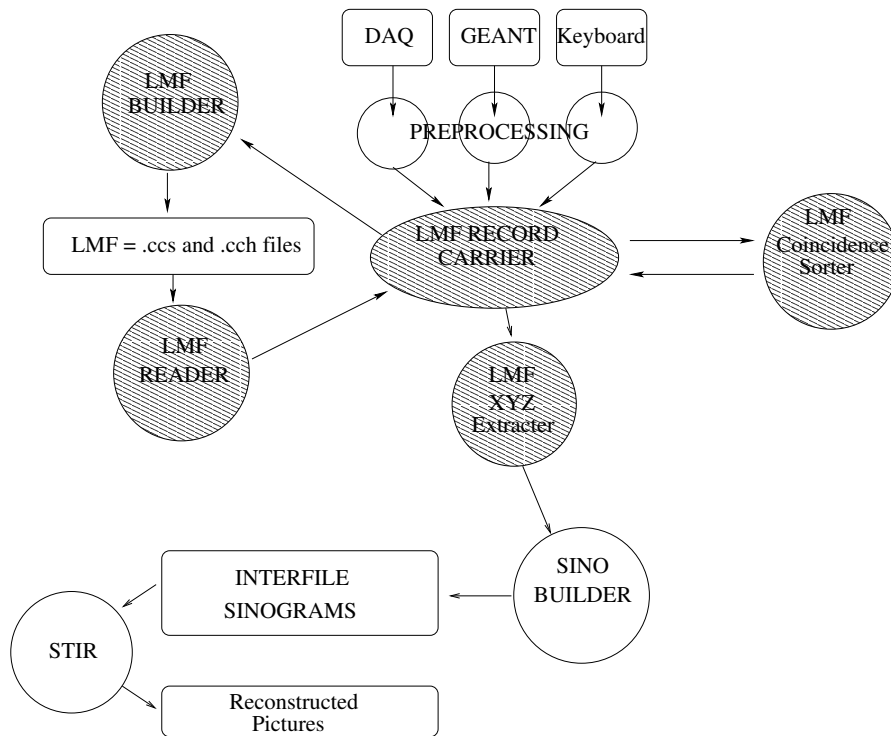 DAQ
GEANT
Keyboard
PREPROCESSING
LMF
BUILDER
LMF = .ccs and .cch files
LMF
READER
LMF RECORD
CARRIER
LMF
Coincidence
Sorter
LMF
XYZ
Extracter
SINO
BUILDER
INTERFILE
SINOGRAMS
STIR
Reconstructed
Pictures